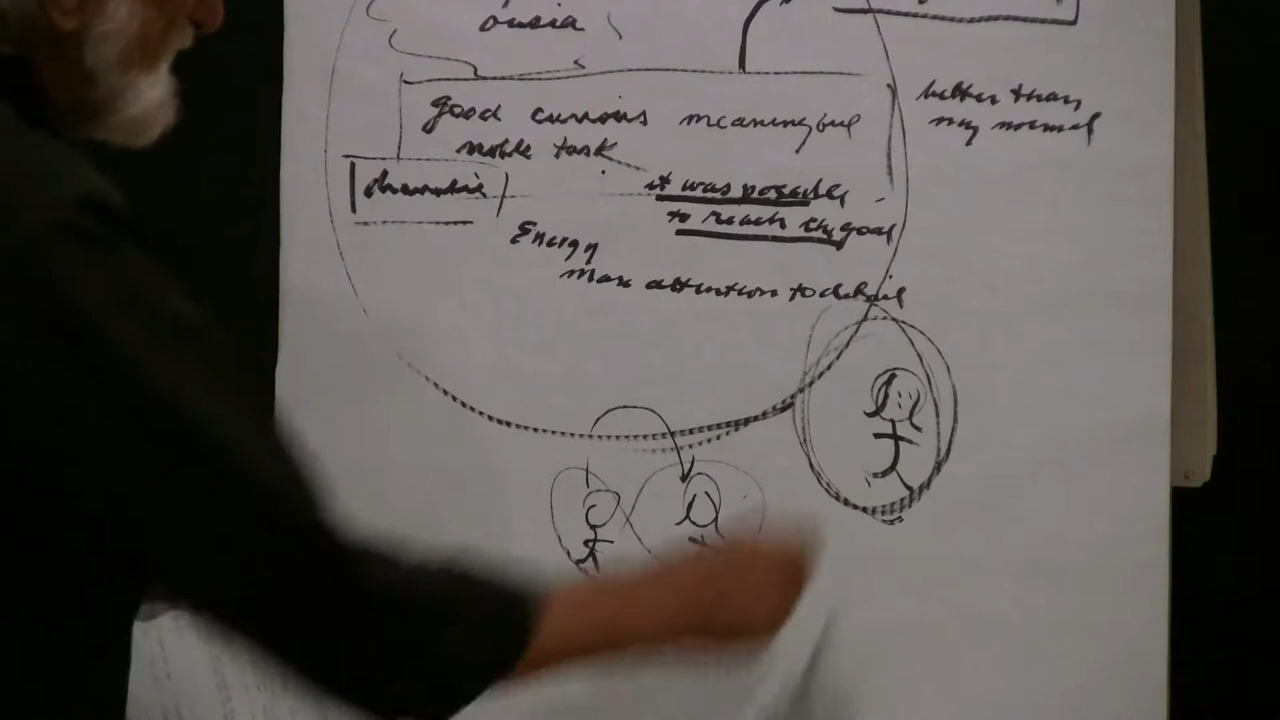 ousia
better than
my normal
good curious meaningful
noble task
it was possible
to reach the goal
Energy
Max attention to detail